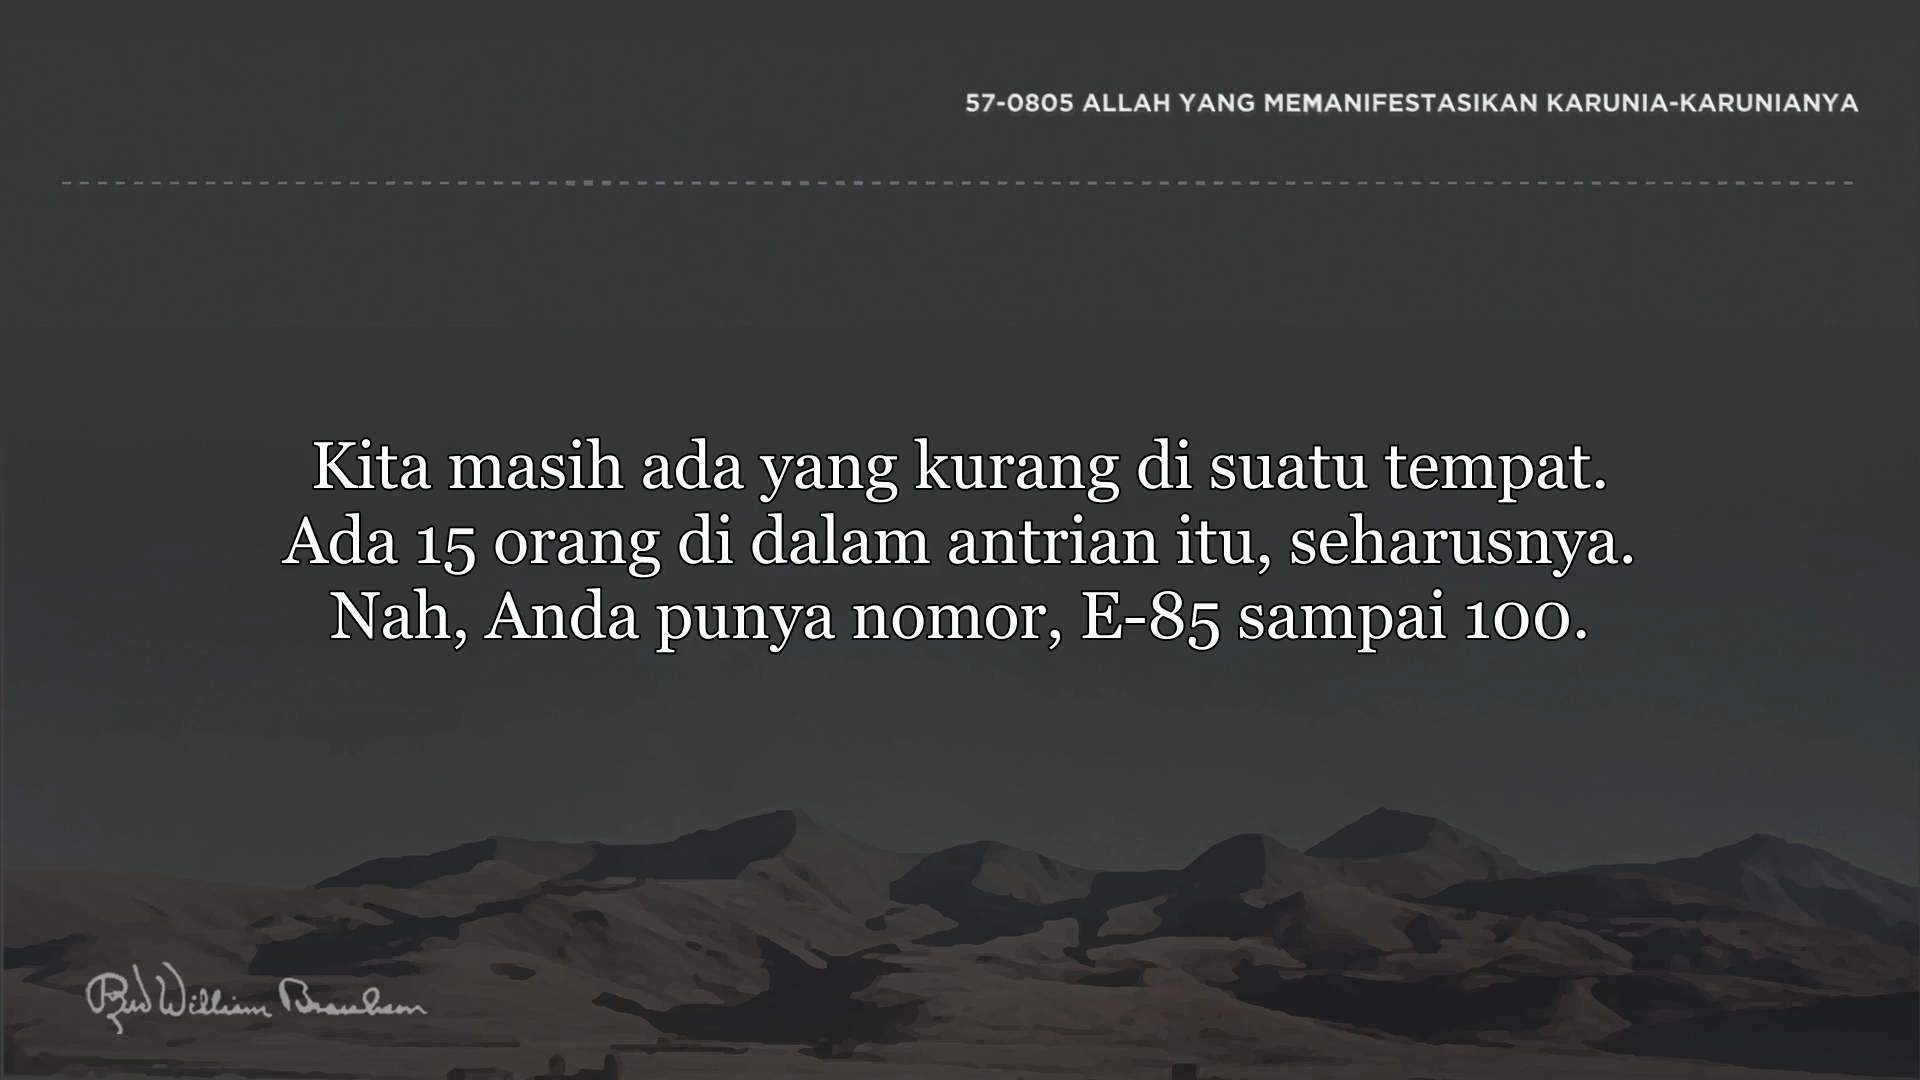 57-0805 ALLAH YANG MEMANIFESTASIKAN KARUNIA-KARUNIANYA
Kita masih ada yang kurang di suatu tempat.
Ada 15 orang di dalam antrian itu, seharusnya.
Nah, Anda punya nomor, E-85 sampai 100.
Rev William Branham